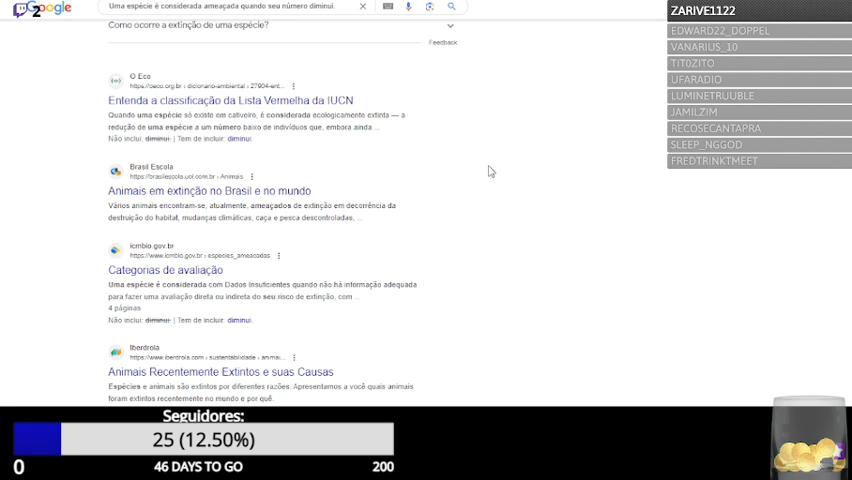 Google
2
Uma espécie é considerada ameaçada quando seu número diminui.
Como ocorre a extinção de uma espécie?
Feedback
O Eco
https://oeco.org.br › dicionario-ambiental › 27904-ent...
Entenda a classificação da Lista Vermelha da IUCN
Quando uma espécie só existe em cativeiro, é considerada ecologicamente extinta — a
redução de uma espécie a um número baixo de indivíduos que, embora ainda ...
Não inclui: diminui. | Tem de incluir: diminui.
Brasil Escola
https://brasilescola.uol.com.br › Animais
Animais em extinção no Brasil e no mundo
Vários animais encontram-se, atualmente, ameaçados de extinção em decorrência da
destruição do habitat, mudanças climáticas, caça e pesca descontroladas, ...
icmbio.gov.br
https://www.icmbio.gov.br › especies_ameacadas
Categorias de avaliação
Uma espécie é considerada com Dados Insuficientes quando não há informação adequada
para fazer uma avaliação direta ou indireta do seu risco de extinção, com ...
4 páginas
Não inclui: diminui. | Tem de incluir: diminui.
Iberdrola
https://www.iberdrola.com › sustentabilidade › animai...
Animais Recentemente Extintos e suas Causas
Espécies e animais são extintos por diferentes razões. Apresentamos a você quais animais
foram extintos recentemente no mundo e por quê.
ZARIVE1122
EDWARD22_DOPPEL
VANARIUS_10
TIT0ZITO
UFARADIO
LUMINETRUUBLE
JAMILZIM
RECOSECANTAPRA
SLEEP_NGGOD
FREDTRINKTMEET
Seguidores:
25 (12.50%)
0
46 DAYS TO GO
200